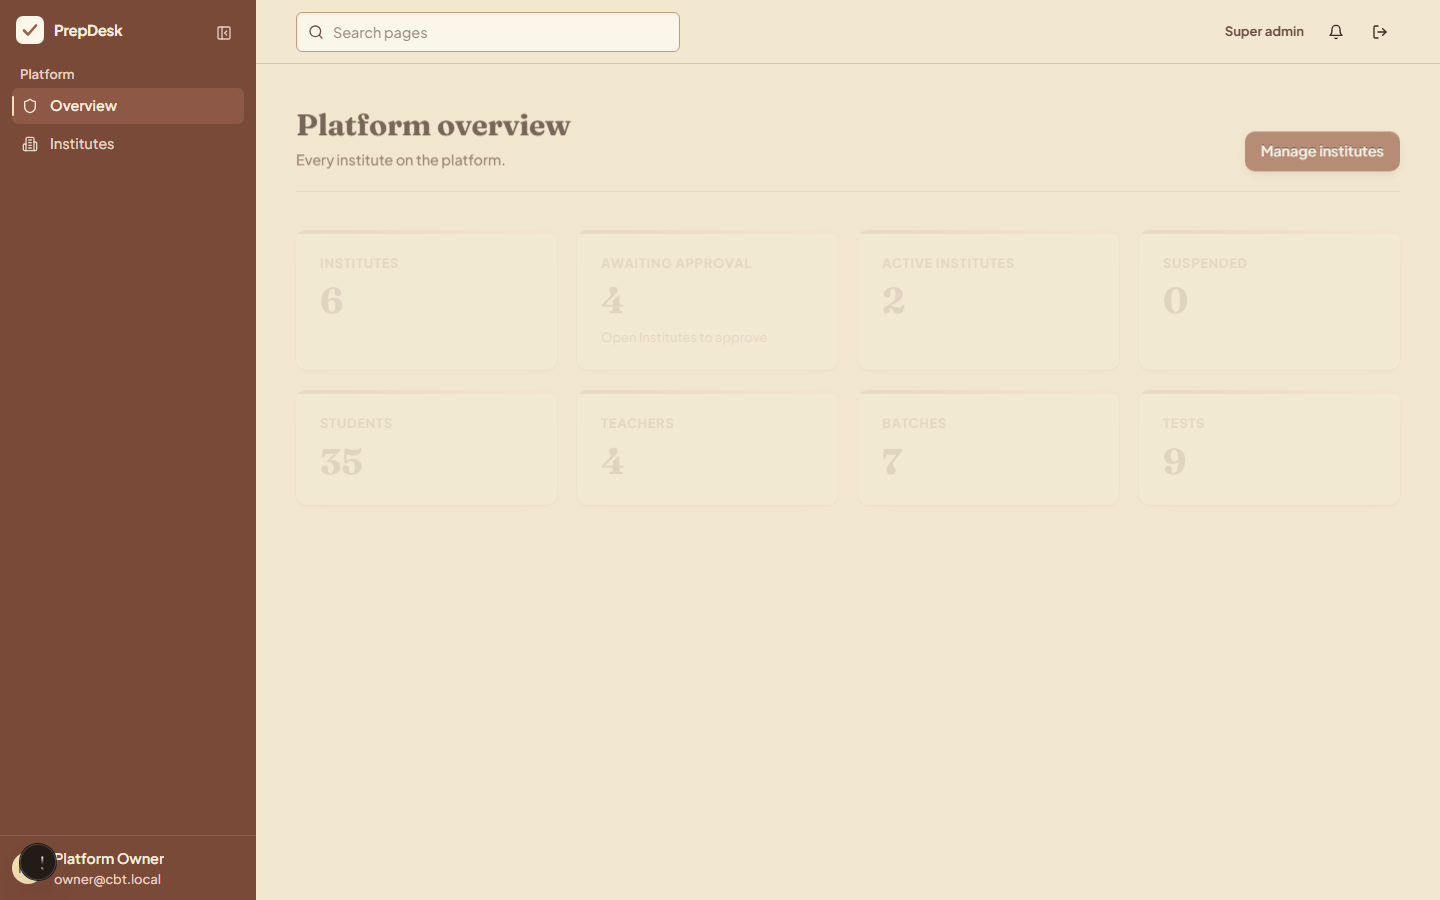 PrepDesk
Search pages
Super admin
Platform
Overview
Institutes
Platform overview
Every institute on the platform.
Manage institutes
INSTITUTES
6
AWAITING APPROVAL
4
Open Institutes to approve
ACTIVE INSTITUTES
2
SUSPENDED
0
STUDENTS
35
TEACHERS
4
BATCHES
7
TESTS
9
!
Platform Owner
owner@cbt.local